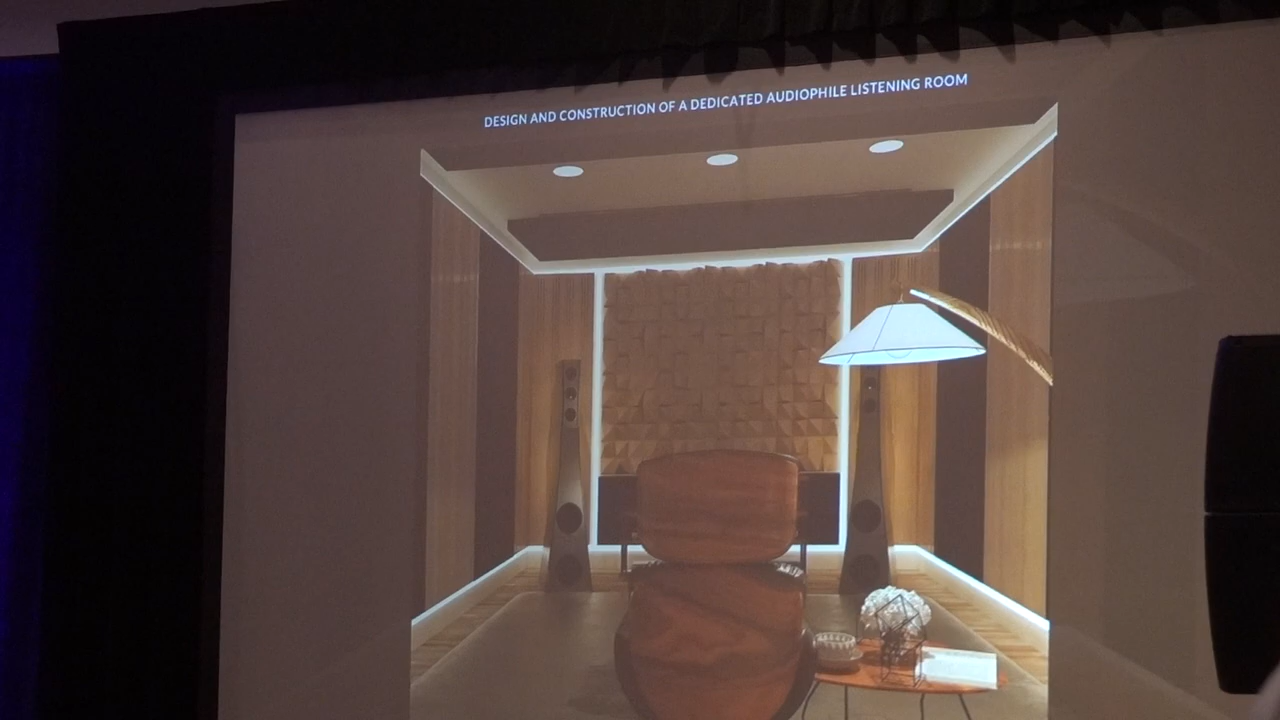 DESIGN AND CONSTRUCTION OF A DEDICATED AUDIOPHILE LISTENING ROOM